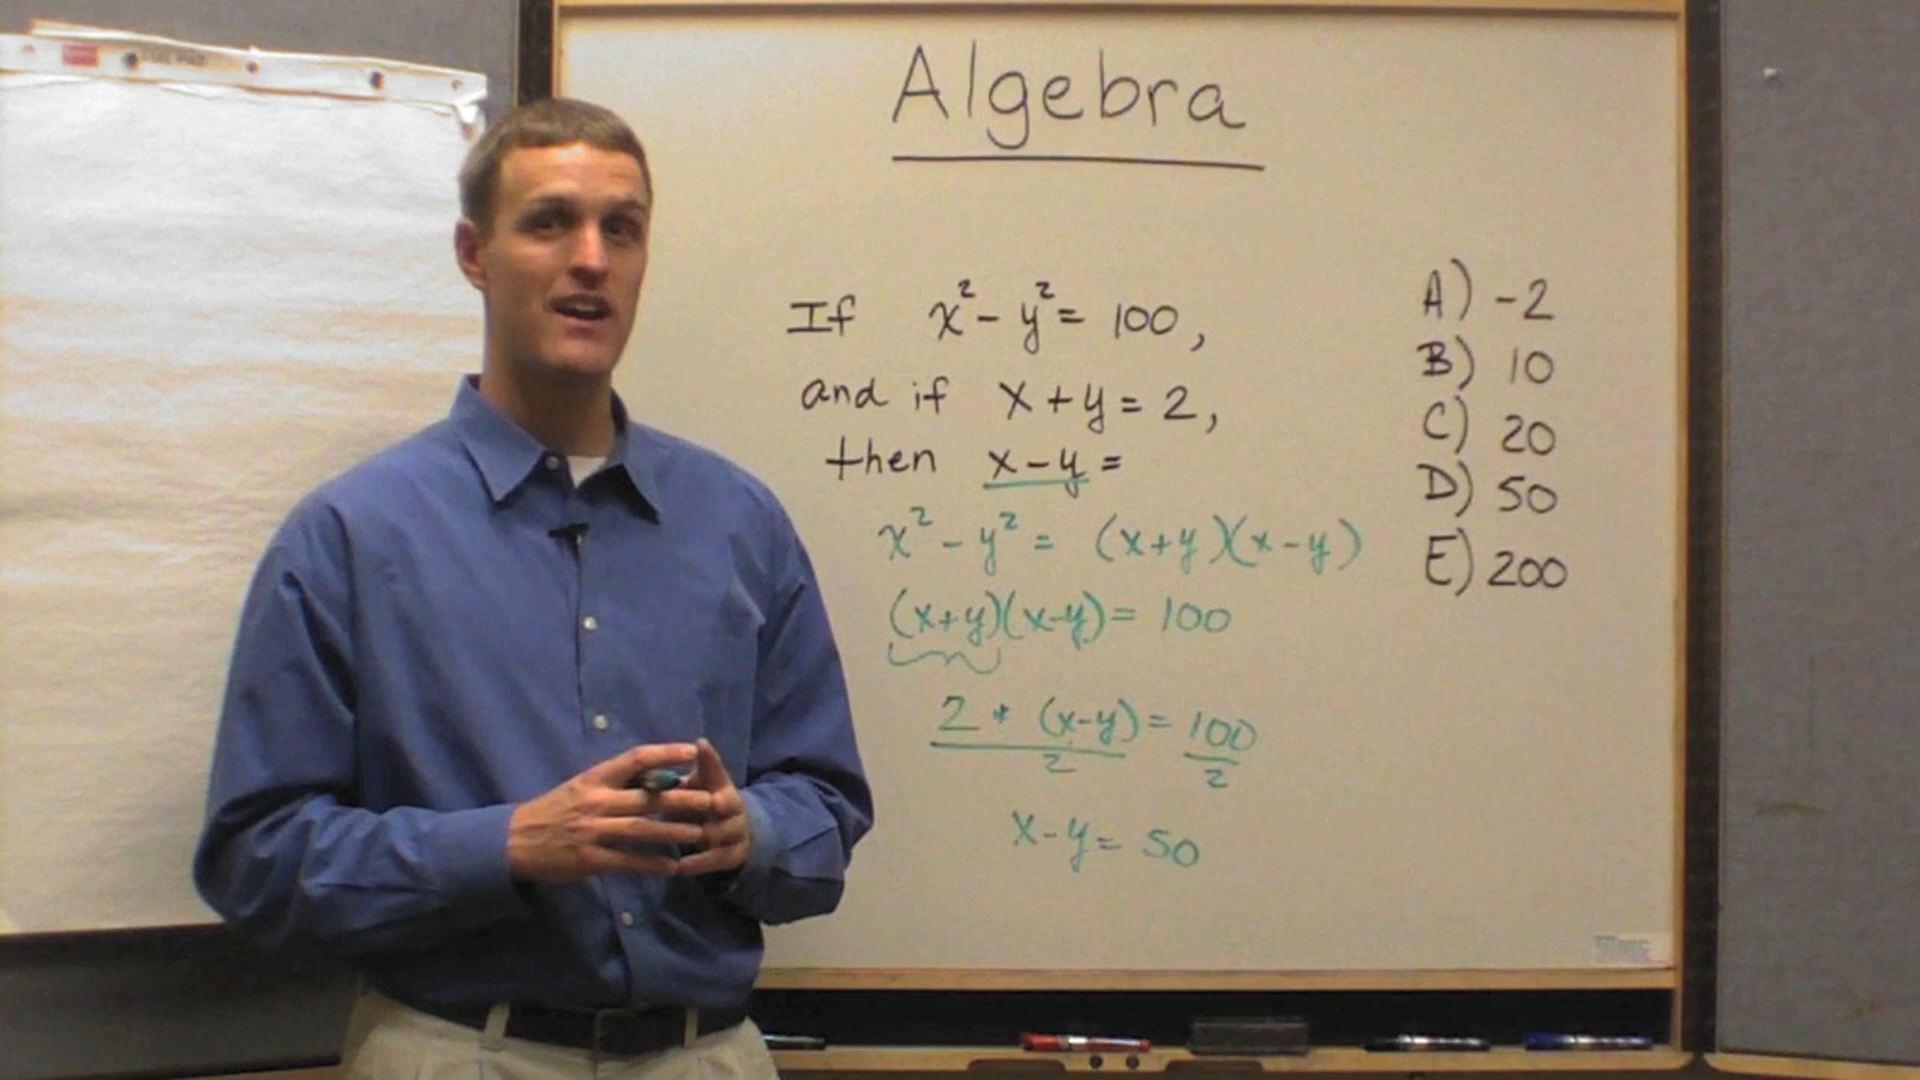 Algebra
If x² - y² = 100,
and if x + y = 2,
then x - y =
x² - y² = (x+y)(x-y)
(x+y)(x-y) = 100
2 * (x-y) = 100
2 2
x - y = 50
A) -2
B) 10
C) 20
D) 50
E) 200